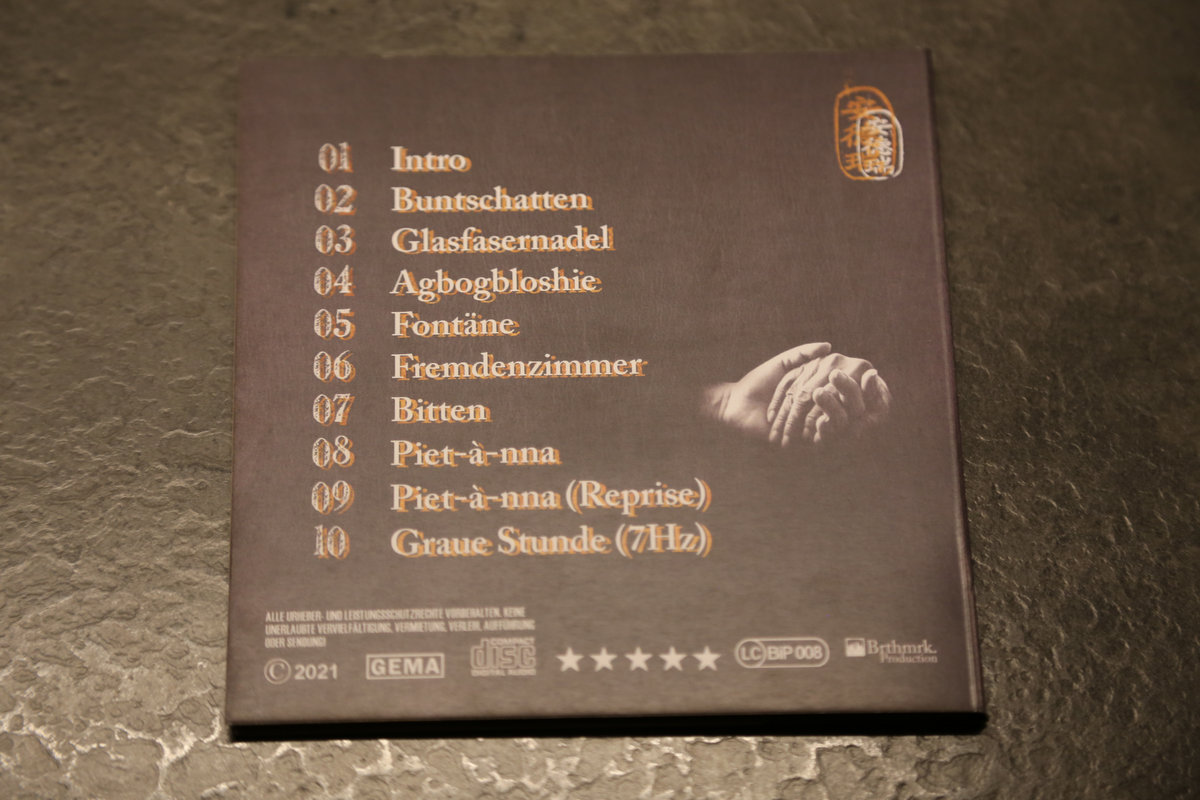 01 Intro
02 Buntschatten
03 Glasfasernadel
04 Agbogbloshie
05 Fontäne
06 Fremdenzimmer
07 Bitten
08 Piet-à-nna
09 Piet-à-nna (Reprise)
10 Graue Stunde (7Hz)
ALLE URHEBER- UND LEISTUNGSSCHUTZRECHTE VORBEHALTEN. KEINE
UNERLAUBTE VERVIELFÄLTIGUNG, VERMIETUNG, VERLEIH, AUFFÜHRUNG
ODER SENDUNG!
© 2021
GEMA
COMPACT
disc
DIGITAL AUDIO
LC BIP 008
Brthmrk.
Production